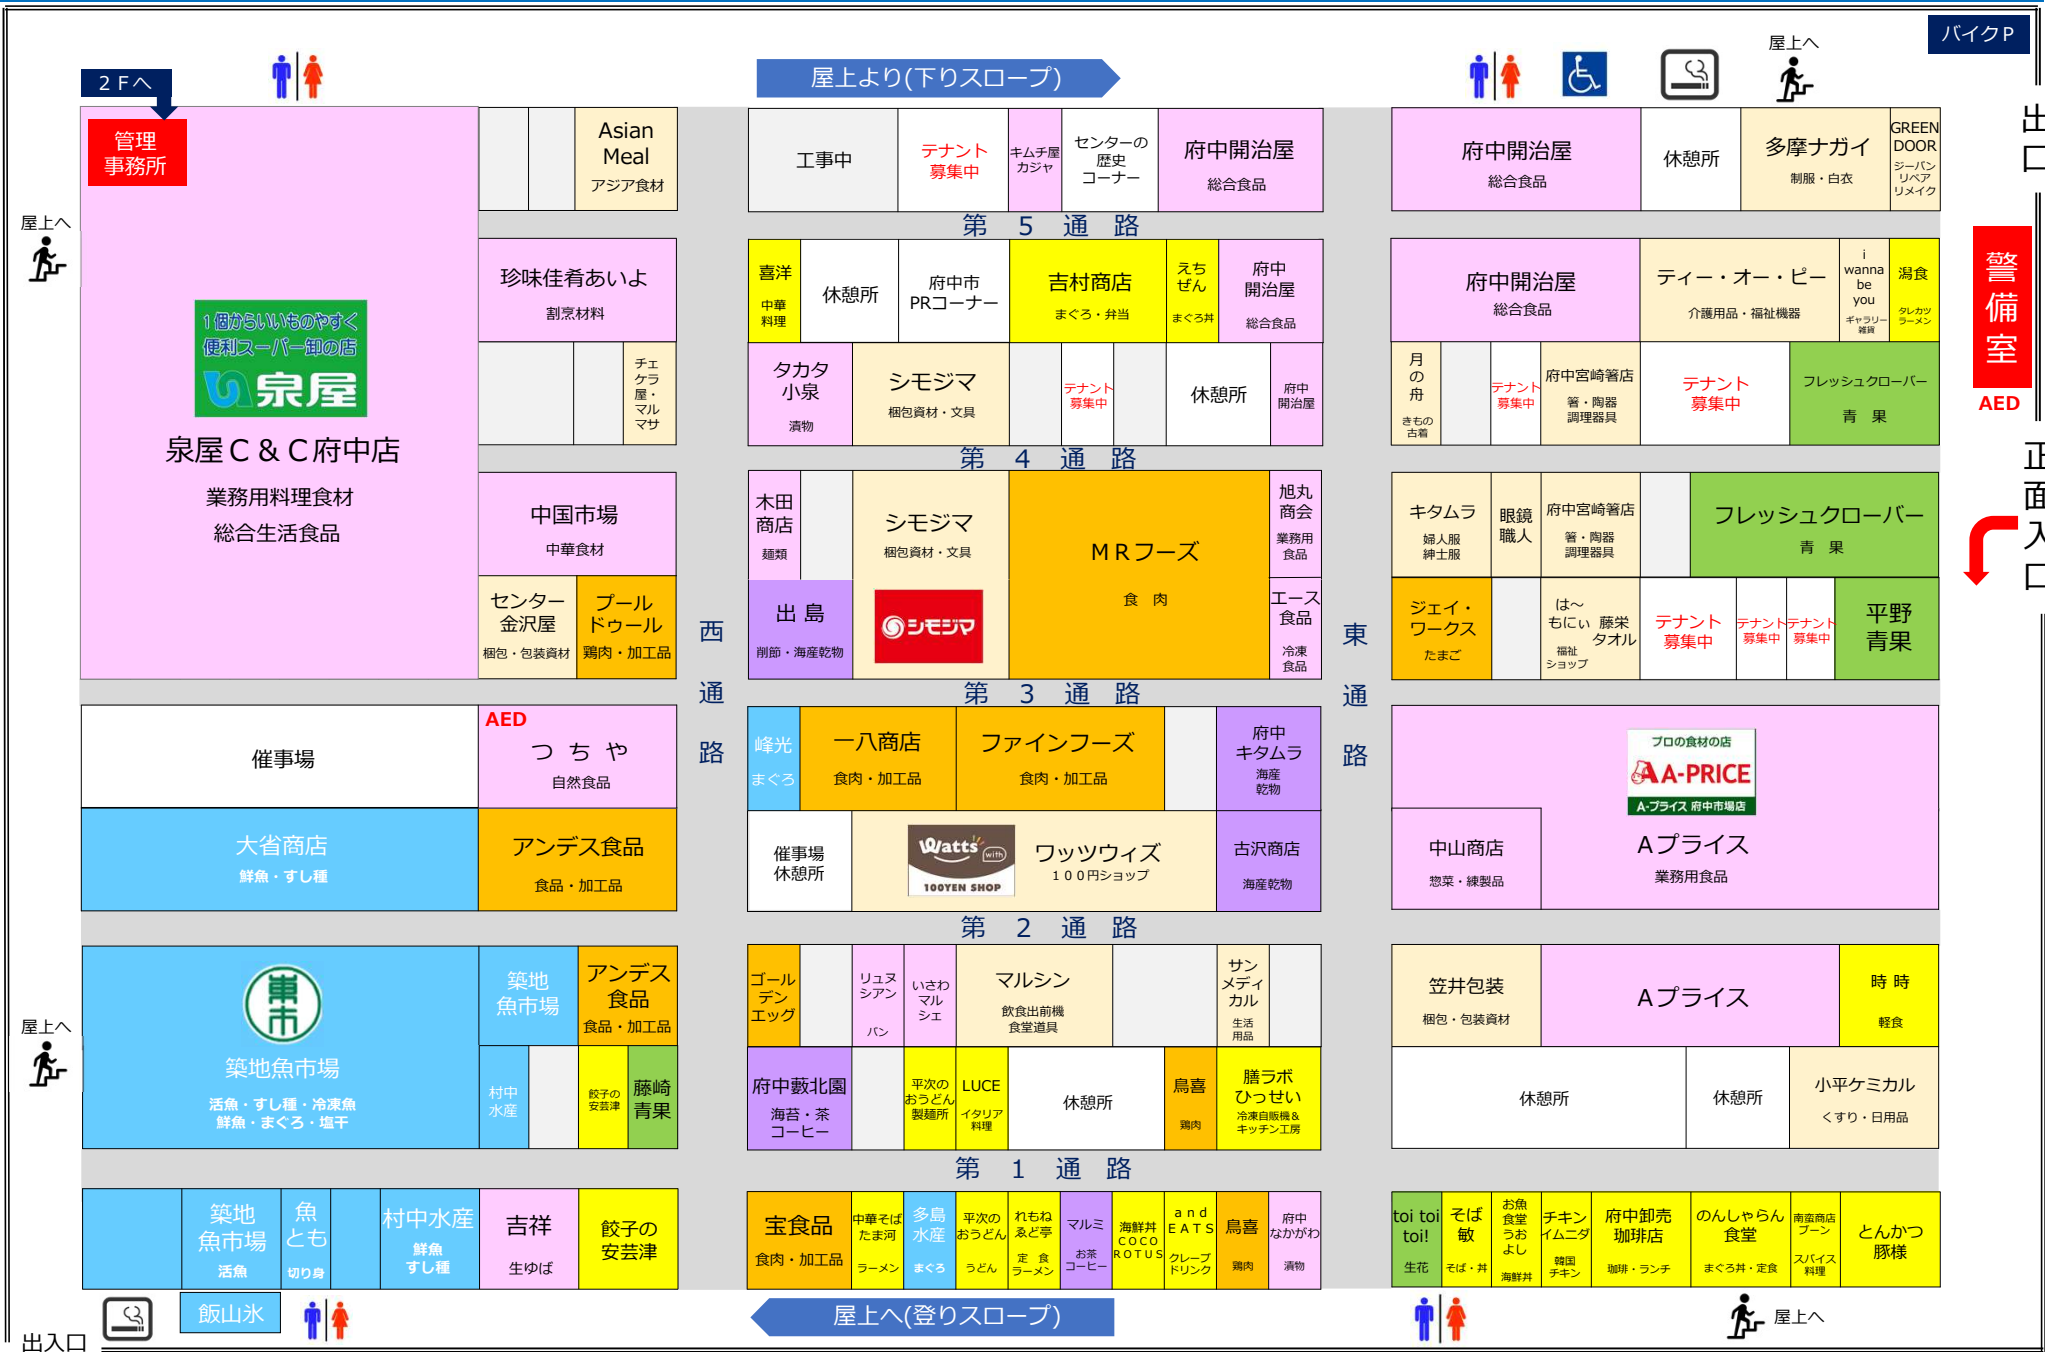 バイクP
屋上へ
2Fへ
屋上より(下りスロープ)
出口
管理
事務所
Asian
Meal
アジア食材
工事中
テナント
募集中
キムチ屋
カジヤ
センターの
歴史
コーナー
府中開治屋
総合食品
府中開治屋
総合食品
休憩所
多摩ナガイ
制服・白衣
GREEN
DOOR
ジーパン
リペア
リメイク
第5通路
屋上へ
珍味佳肴あいよ
割烹材料
喜洋
中華
料理
休憩所
府中市
PRコーナー
吉村商店
まぐろ・弁当
えち
ぜん
まぐろ丼
府中
開治屋
総合食品
府中開治屋
総合食品
ティー・オー・ピー
介護用品・福祉機器
i
wanna
be
you
ギャラリー
雑貨
潟食
タレカツ
ラーメン
警備室
AED
1個からいいものやすく
便利スーパー卸の店
泉屋
泉屋C&C府中店
業務用料理食材
総合生活食品
チェ
ケラ
屋・
マル
マサ
タカタ
小泉
漬物
シモジマ
梱包資材・文具
テナント
募集中
休憩所
府中
開治屋
月
の
舟
きもの
古着
テナント
募集中
府中宮崎箸店
箸・陶器
調理器具
テナント
募集中
フレッシュクローバー
青 果
第4通路
正面入口
中国市場
中華食材
木田
商店
麺類
シモジマ
梱包資材・文具
シモジマ
MRフーズ
食 肉
旭丸
商会
業務用
食品
キタムラ
婦人服
紳士服
眼鏡
職人
府中宮崎箸店
箸・陶器
調理器具
フレッシュクローバー
青 果
センター
金沢屋
梱包・包装資材
プール
ドゥール
鶏肉・加工品
西通路
出 島
削節・海産乾物
エース
食品
冷凍
食品
東通路
ジェイ・
ワークス
たまご
は〜
もにぃ
福祉
ショップ
藤栄
タオル
テナント
募集中
テナント
募集中
テナント
募集中
平野
青果
第3通路
催事場
AED
つ ち や
自然食品
峰光
まぐろ
一八商店
食肉・加工品
ファインフーズ
食肉・加工品
府中
キタムラ
海産
乾物
プロの食材の店
A-PRICE
A-プライス 府中市場店
Aプライス
業務用食品
大省商店
鮮魚・すし種
アンデス食品
食品・加工品
催事場
休憩所
Watts with
100YEN SHOP
ワッツウィズ
100円ショップ
古沢商店
海産乾物
中山商店
惣菜・練製品
第2通路
東市
築地魚市場
活魚・すし種・冷凍魚
鮮魚・まぐろ・塩干
築地
魚市場
アンデス
食品
食品・加工品
ゴール
デン
エッグ
リュヌ
シアン
パン
いさわ
マル
シェ
マルシン
飲食出前機
食堂道具
サン
メディ
カル
生活
用品
笠井包装
梱包・包装資材
Aプライス
時 時
軽食
屋上へ
村中
水産
餃子の
安芸津
藤崎
青果
府中藪北園
海苔・茶
コーヒー
平次の
おうどん
製麺所
LUCE
イタリア
料理
休憩所
鳥喜
鶏肉
膳ラボ
ひっせい
冷凍自販機&
キッチン工房
休憩所
休憩所
小平ケミカル
くすり・日用品
第1通路
築地
魚市場
活魚
魚
とも
切り身
村中水産
鮮魚
すし種
吉祥
生ゆば
餃子の
安芸津
宝食品
食肉・加工品
中華そば
たま河
ラーメン
多島
水産
まぐろ
平次の
おうどん
うどん
れもね
ゑど亭
定 食
ラーメン
マルミ
お茶
コーヒー
海鮮丼
COCO
ROTUS
and
EATS
クレープ
ドリンク
鳥喜
鶏肉
府中
なかがわ
漬物
toi toi
toi!
生花
そば
敏
そば・丼
お魚
食堂
うお
よし
海鮮丼
チキン
イムニダ
韓国
チキン
府中卸売
珈琲店
珈琲・ランチ
のんしゃらん
食堂
まぐろ丼・定食
南蛮商店
ブーン
スパイス
料理
とんかつ
豚様
飯山氷
屋上へ(登りスロープ)
屋上へ
出入口